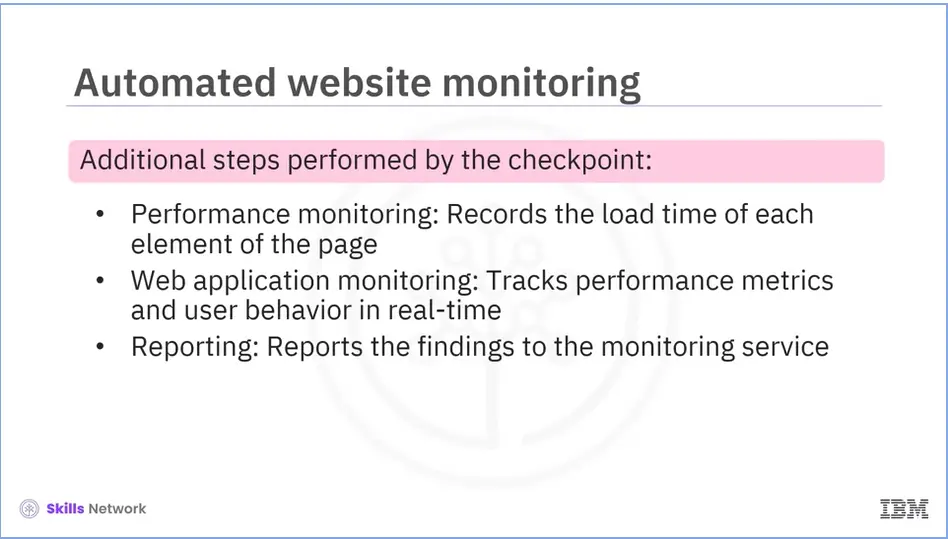 Automated website monitoring
Additional steps performed by the checkpoint:
• Performance monitoring: Records the load time of each
element of the page
• Web application monitoring: Tracks performance metrics
and user behavior in real-time
• Reporting: Reports the findings to the monitoring service
Skills Network
IBM